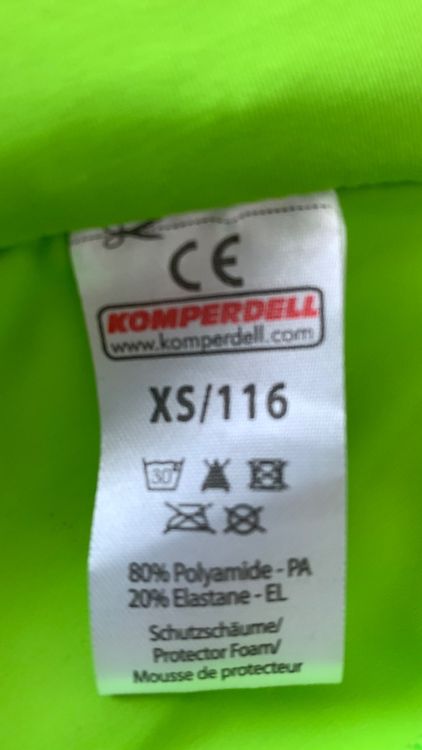 CE
KOMPERDELL
www.komperdell.com
XS/116
30°
80% Polyamide - PA
20% Elastane - EL
Schutzschäume/
Protector Foam/
Mousse de protecteur